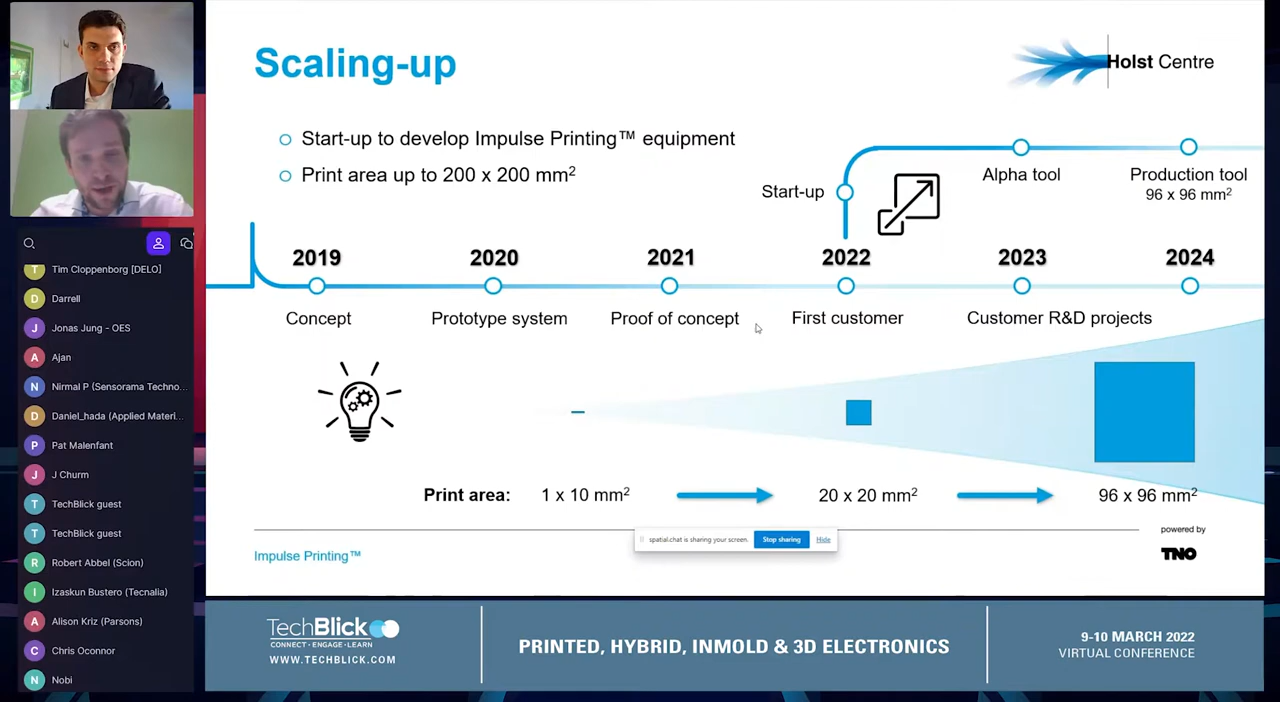 Scaling-up
Holst Centre
Start-up to develop Impulse Printing™ equipment
Print area up to 200 x 200 mm²
Start-up
Alpha tool
Production tool
96 x 96 mm²
2019
2020
2021
2022
2023
2024
Concept
Prototype system
Proof of concept
First customer
Customer R&D projects
Print area:
1 x 10 mm²
20 x 20 mm²
96 x 96 mm²
spatial.chat is sharing your screen.
Stop sharing
Hide
Impulse Printing™
powered by
TNO
Tim Cloppenborg [DELO]
D
Darrell
J
Jonas Jung - OES
A
Ajan
N
Nirmal P (Sensorama Techno...
D
Daniel_hada (Applied Materi...
P
Pat Malenfant
J
J Churm
T
TechBlick guest
T
TechBlick guest
R
Robert Abbel (Scion)
I
Izaskun Bustero (Tecnalia)
A
Alison Kriz (Parsons)
C
Chris Oconnor
N
Nobi
TechBlick
CONNECT • ENGAGE • LEARN
WWW.TECHBLICK.COM
PRINTED, HYBRID, INMOLD & 3D ELECTRONICS
9-10 MARCH 2022
VIRTUAL CONFERENCE